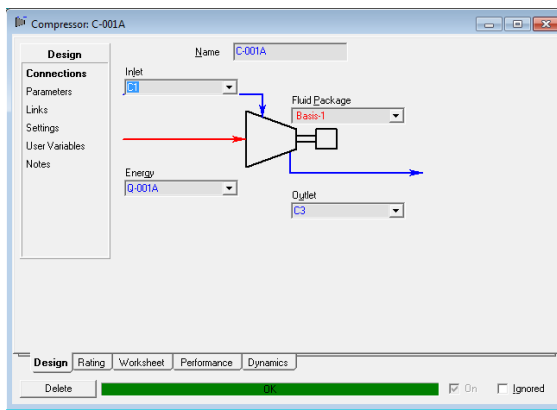 Compressor: C-001A
Design
Connections
Parameters
Links
Settings
User Variables
Notes
Name C-001A
Inlet
C1
Fluid Package
Basis-1
Energy
Q-001A
Outlet
C3
Design Rating Worksheet Performance Dynamics
Delete OK On Ignored